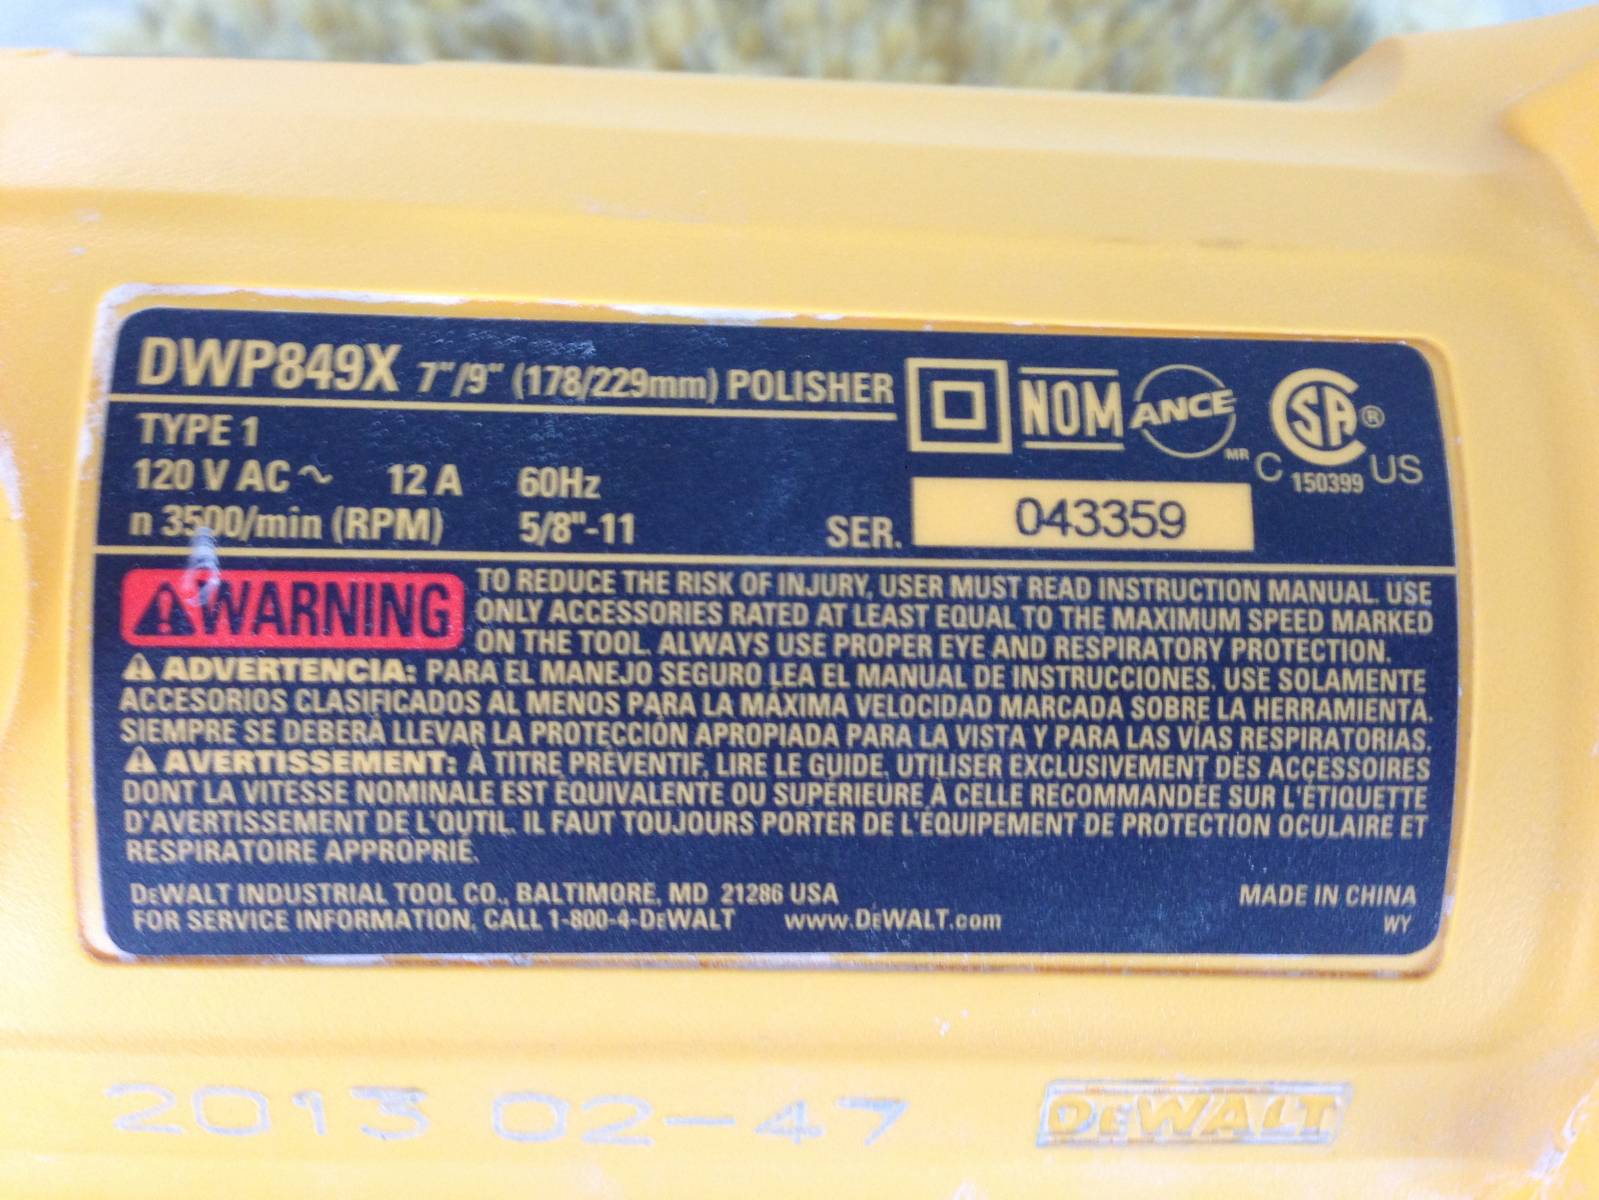 DWP849X 7"/9" (178/229mm) POLISHER
TYPE 1
120 V AC ~ 12 A 60Hz
n 3500/min (RPM) 5/8"-11
NOM ANCE MR
SA ®
C 150399 US
SER. 043359
WARNING TO REDUCE THE RISK OF INJURY, USER MUST READ INSTRUCTION MANUAL. USE
ONLY ACCESSORIES RATED AT LEAST EQUAL TO THE MAXIMUM SPEED MARKED
ON THE TOOL. ALWAYS USE PROPER EYE AND RESPIRATORY PROTECTION.
ADVERTENCIA: PARA EL MANEJO SEGURO LEA EL MANUAL DE INSTRUCCIONES. USE SOLAMENTE
ACCESORIOS CLASIFICADOS AL MENOS PARA LA MÁXIMA VELOCIDAD MARCADA SOBRE LA HERRAMIENTA.
SIEMPRE SE DEBERÁ LLEVAR LA PROTECCIÓN APROPIADA PARA LA VISTA Y PARA LAS VÍAS RESPIRATORIAS.
AVERTISSEMENT: À TITRE PRÉVENTIF, LIRE LE GUIDE. UTILISER EXCLUSIVEMENT DES ACCESSOIRES
DONT LA VITESSE NOMINALE EST ÉQUIVALENTE OU SUPÉRIEURE À CELLE RECOMMANDÉE SUR L'ÉTIQUETTE
D'AVERTISSEMENT DE L'OUTIL. IL FAUT TOUJOURS PORTER DE L'ÉQUIPEMENT DE PROTECTION OCULAIRE ET
RESPIRATOIRE APPROPRIÉ.
DEWALT INDUSTRIAL TOOL CO., BALTIMORE, MD 21286 USA MADE IN CHINA
FOR SERVICE INFORMATION, CALL 1-800-4-DEWALT www.DEWALT.com WY
2013 02-47 DEWALT